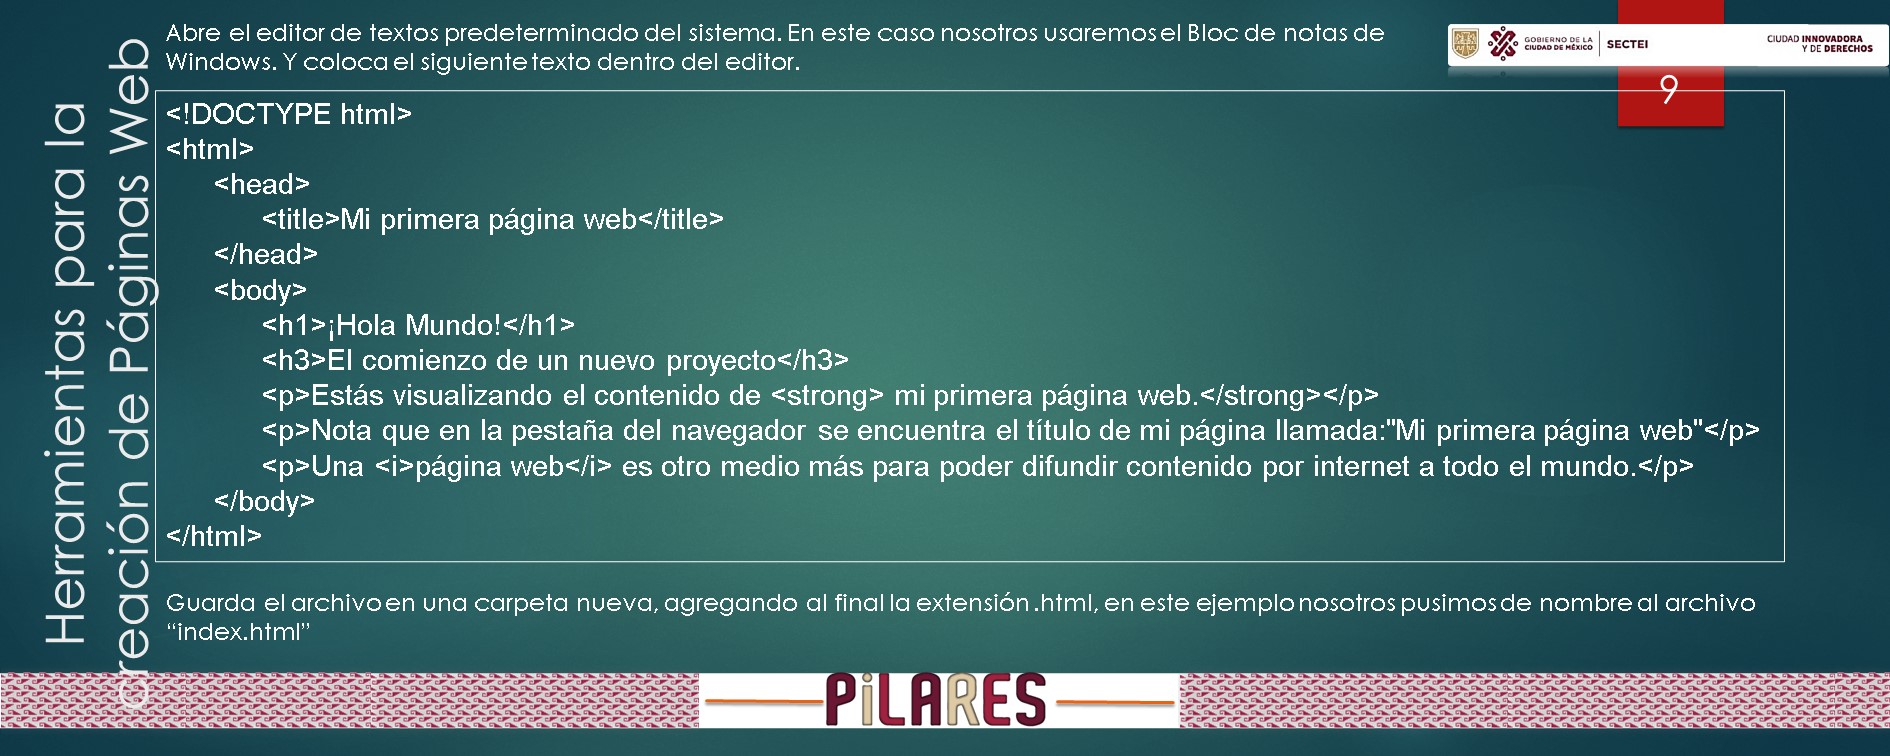 Herramientas para la
creación de Páginas Web
Abre el editor de textos predeterminado del sistema. En este caso nosotros usaremos el Bloc de notas de
Windows. Y coloca el siguiente texto dentro del editor.
GOBIERNO DE LA
CIUDAD DE MÉXICO
SECTEI
CIUDAD INNOVADORA
Y DE DERECHOS
9
<!DOCTYPE html>
<html>
<head>
<title>Mi primera página web</title>
</head>
<body>
<h1>¡Hola Mundo!</h1>
<h3>El comienzo de un nuevo proyecto</h3>
<p>Estás visualizando el contenido de <strong> mi primera página web.</strong></p>
<p>Nota que en la pestaña del navegador se encuentra el título de mi página llamada:"Mi primera página web"</p>
<p>Una <i>página web</i> es otro medio más para poder difundir contenido por internet a todo el mundo.</p>
</body>
</html>
Guarda el archivo en una carpeta nueva, agregando al final la extensión .html, en este ejemplo nosotros pusimos de nombre al archivo
“index.html”
PiLARES